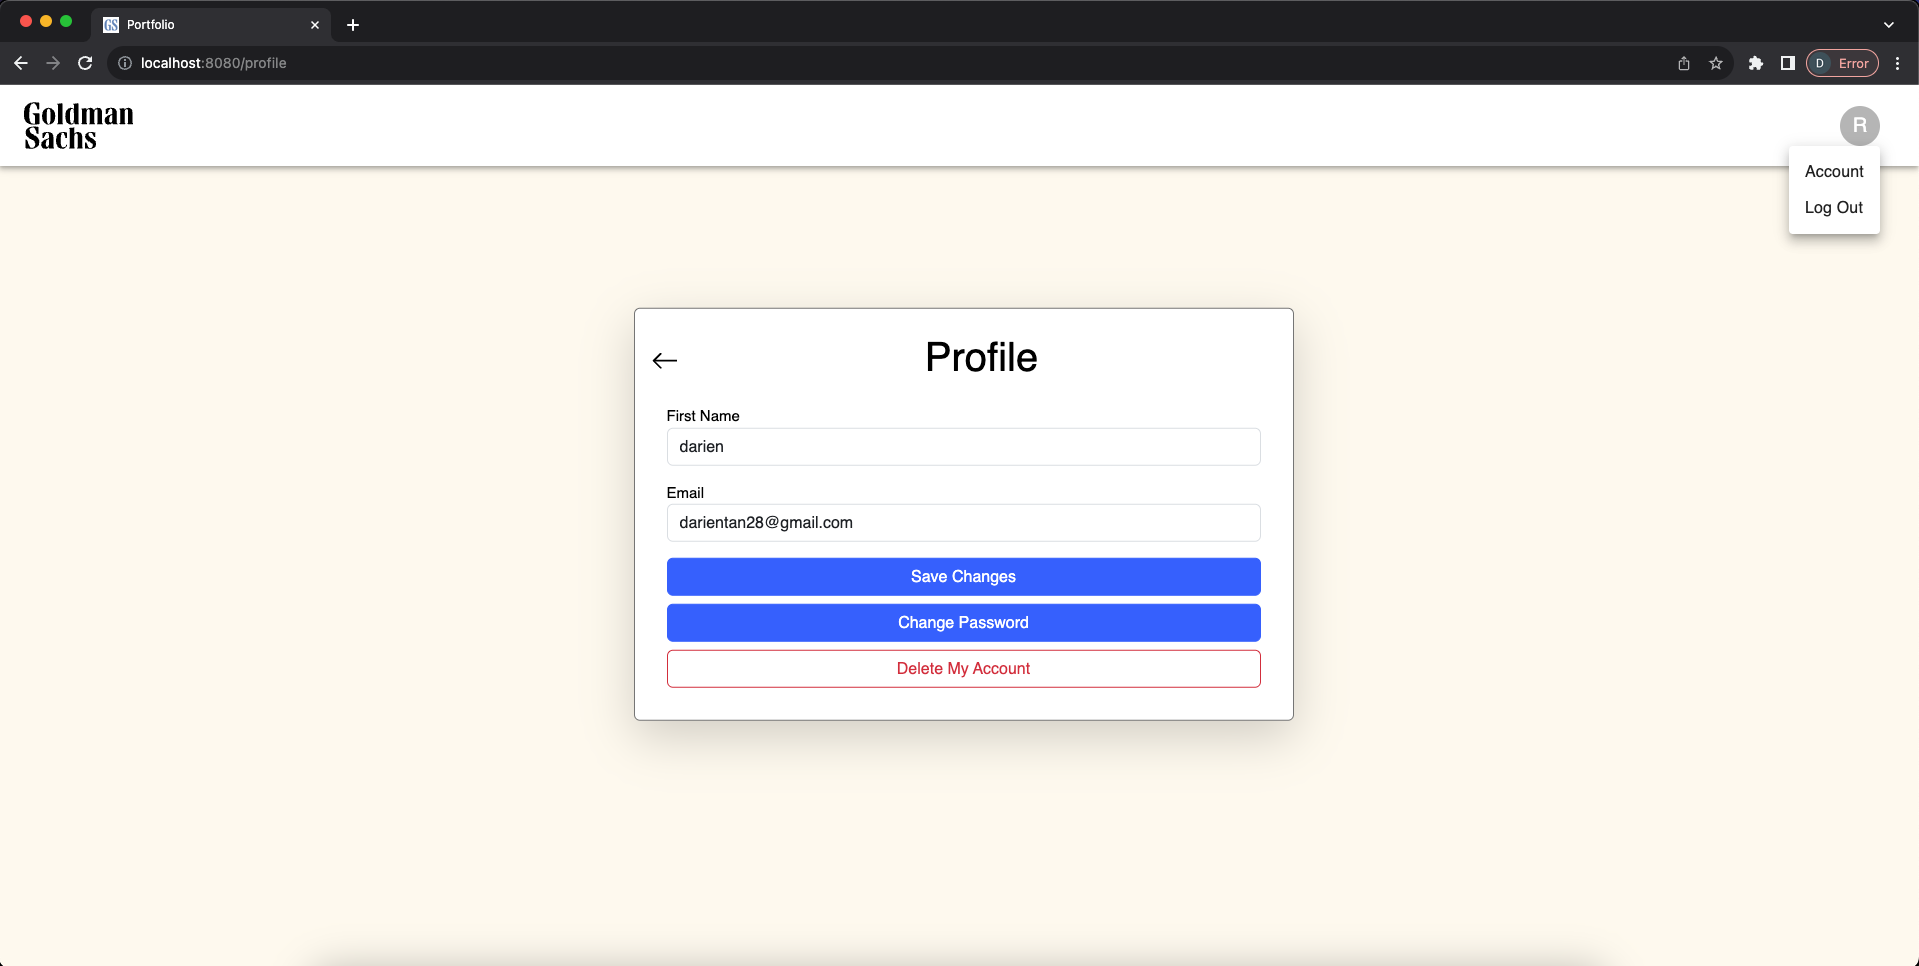 GS Portfolio
localhost:8080/profile
D Error
Goldman
Sachs
R
Account
Log Out
Profile
First Name
darien
Email
darientan28@gmail.com
Save Changes
Change Password
Delete My Account